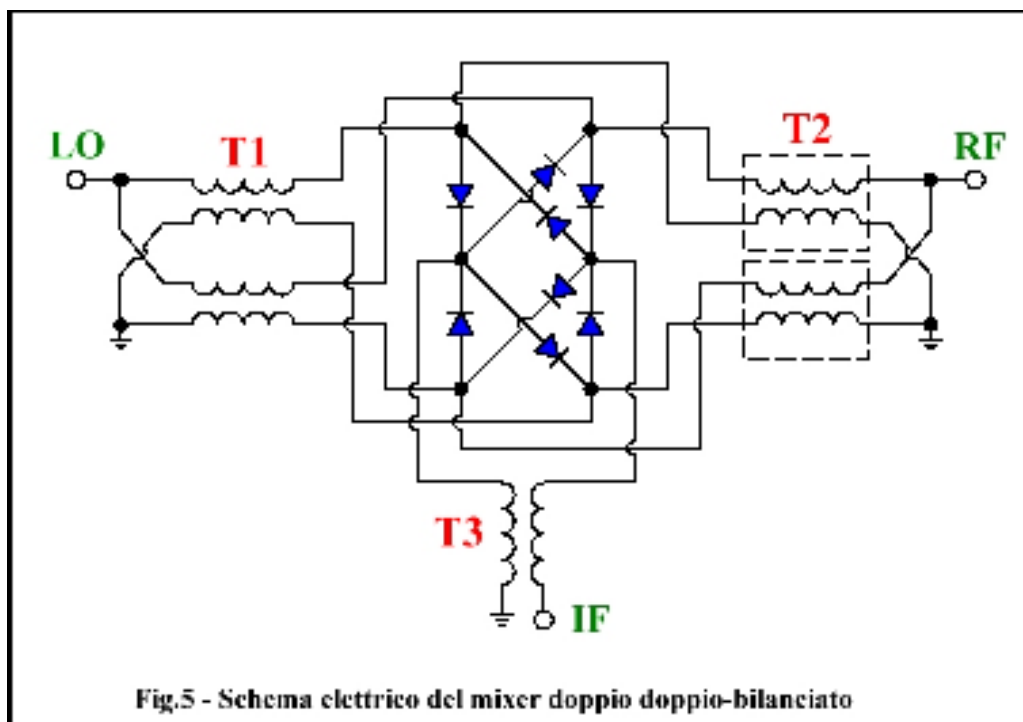 LO
T1
T2
RF
T3
IF
Fig.5 - Schema elettrico del mixer doppio doppio-bilanciato